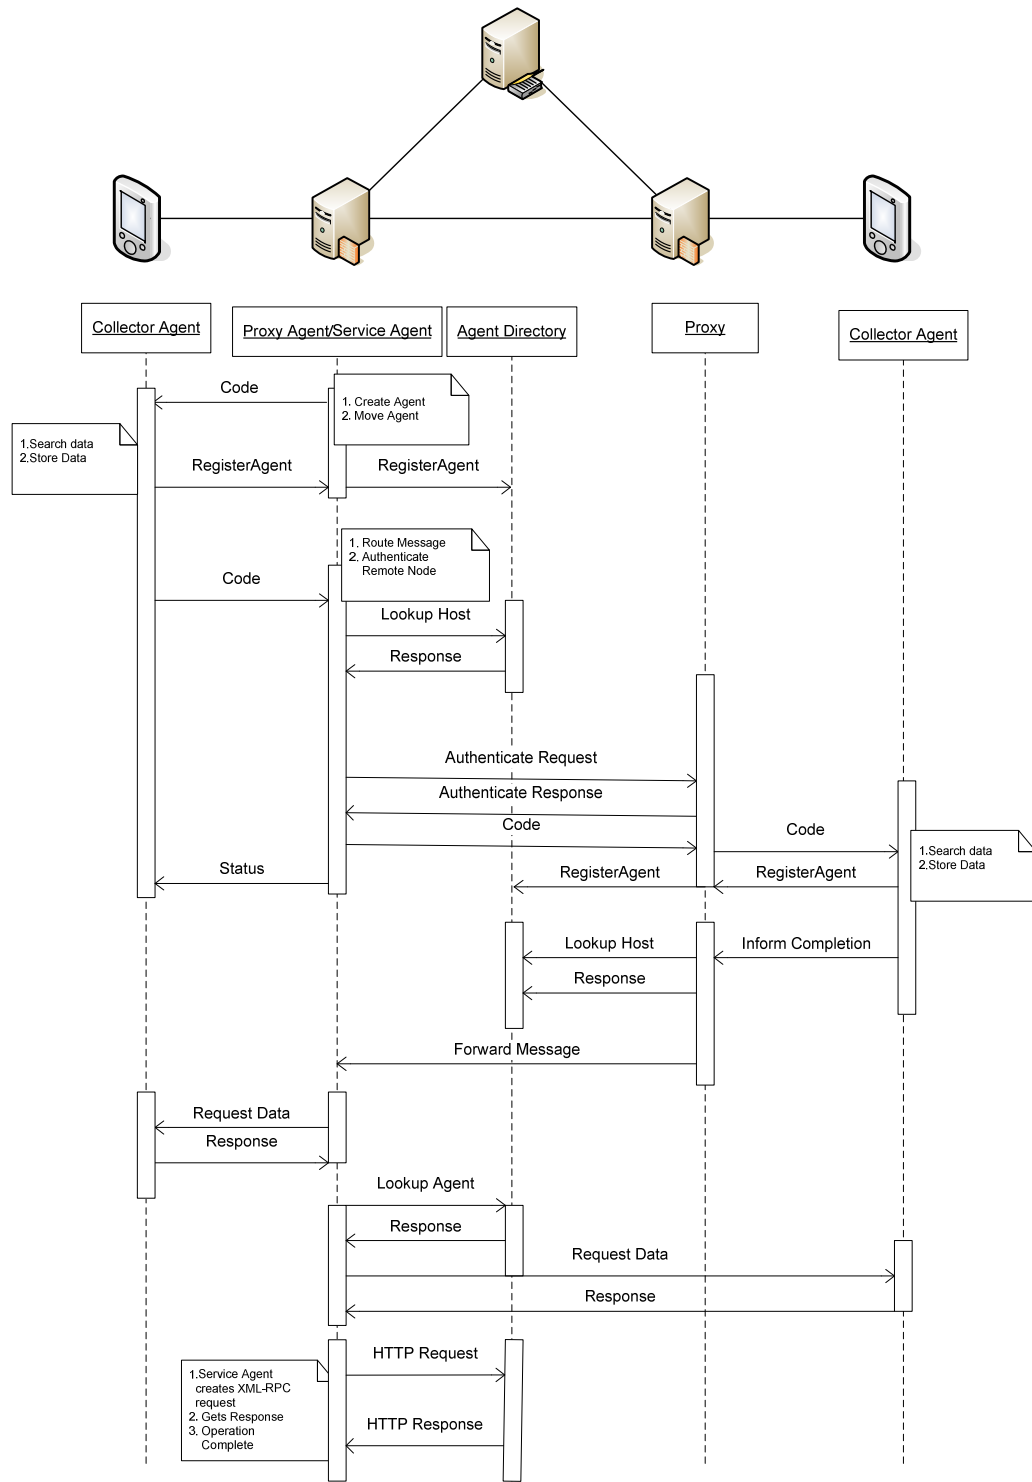 Collector Agent
Proxy Agent/Service Agent
Agent Directory
Proxy
Collector Agent
Code
1. Create Agent
2. Move Agent
1.Search data
2.Store Data
RegisterAgent
RegisterAgent
1. Route Message
2. Authenticate
Remote Node
Code
Lookup Host
Response
Authenticate Request
Authenticate Response
Code
Code
1.Search data
2.Store Data
Status
RegisterAgent
RegisterAgent
Lookup Host
Inform Completion
Response
Forward Message
Request Data
Response
Lookup Agent
Response
Request Data
Response
HTTP Request
1.Service Agent
creates XML-RPC
request
2. Gets Response
3. Operation
Complete
HTTP Response